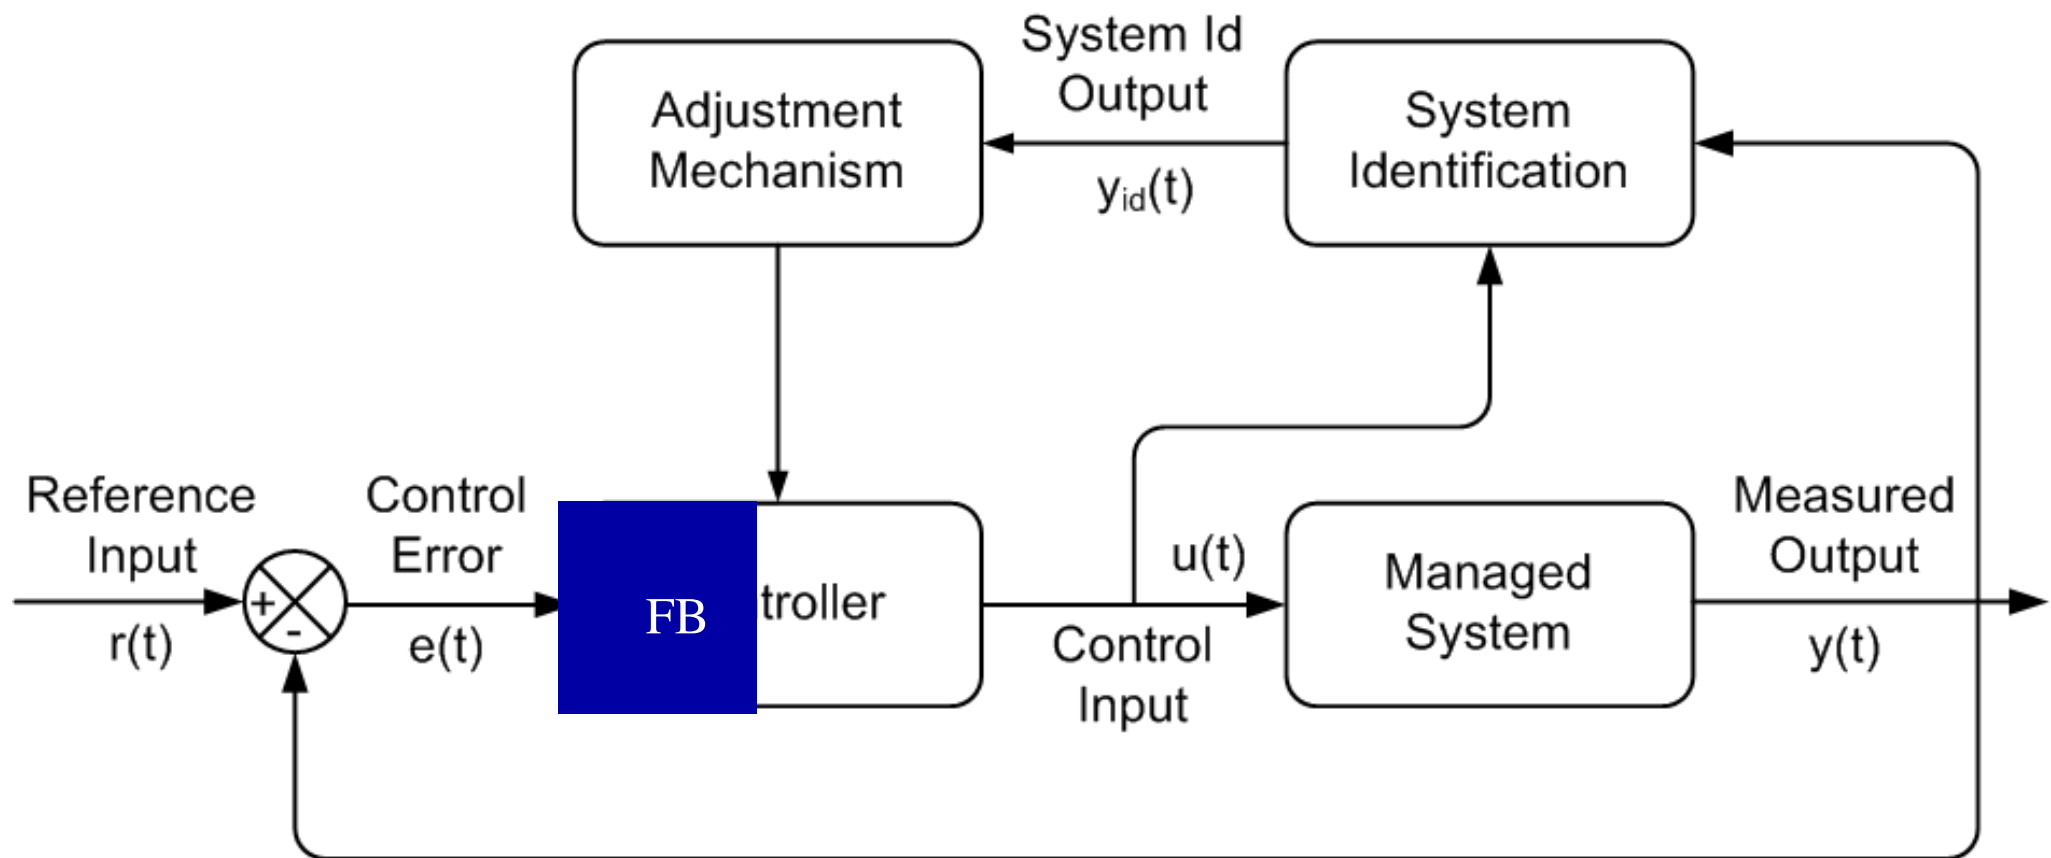 System Id
Output
Adjustment
Mechanism
System
Identification
yid(t)
Reference
Input
r(t)
+
-
Control
Error
e(t)
FB
troller
u(t)
Control
Input
Managed
System
Measured
Output
y(t)